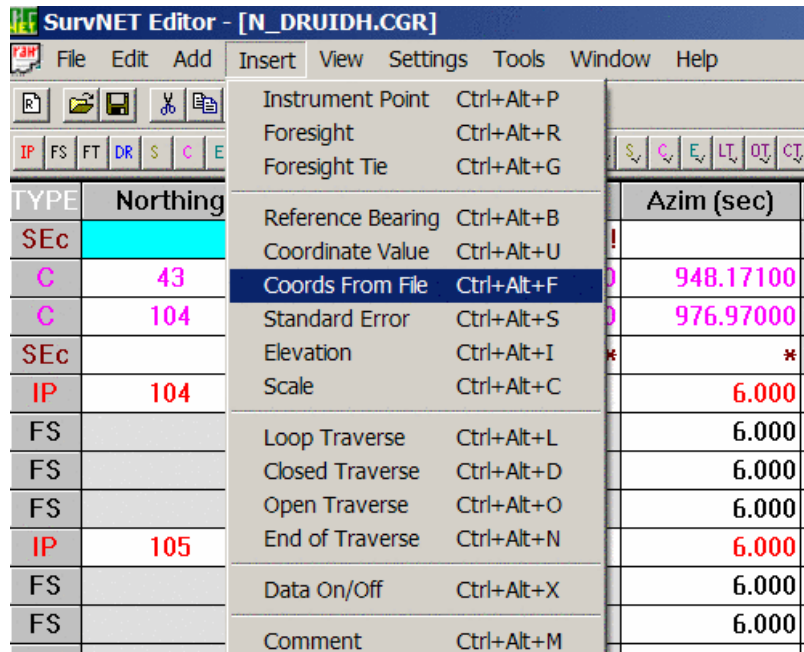 SurvNET Editor - [N_DRUIDH.CGR]
File Edit Add Insert View Settings Tools Window Help
Instrument Point Ctrl+Alt+P
Foresight Ctrl+Alt+R
IP FS FT DR S C E Foresight Tie Ctrl+Alt+G S C E LT OT CT
TYPE Northing Reference Bearing Ctrl+Alt+B Azim (sec)
SEc Coordinate Value Ctrl+Alt+U !
C 43 Coords From File Ctrl+Alt+F 0 948.17100
C 104 Standard Error Ctrl+Alt+S 0 976.97000
SEc Elevation Ctrl+Alt+I * *
IP 104 Scale Ctrl+Alt+C 6.000
FS Loop Traverse Ctrl+Alt+L 6.000
FS Closed Traverse Ctrl+Alt+D 6.000
FS Open Traverse Ctrl+Alt+O 6.000
IP 105 End of Traverse Ctrl+Alt+N 6.000
FS Data On/Off Ctrl+Alt+X 6.000
FS Comment Ctrl+Alt+M 6.000